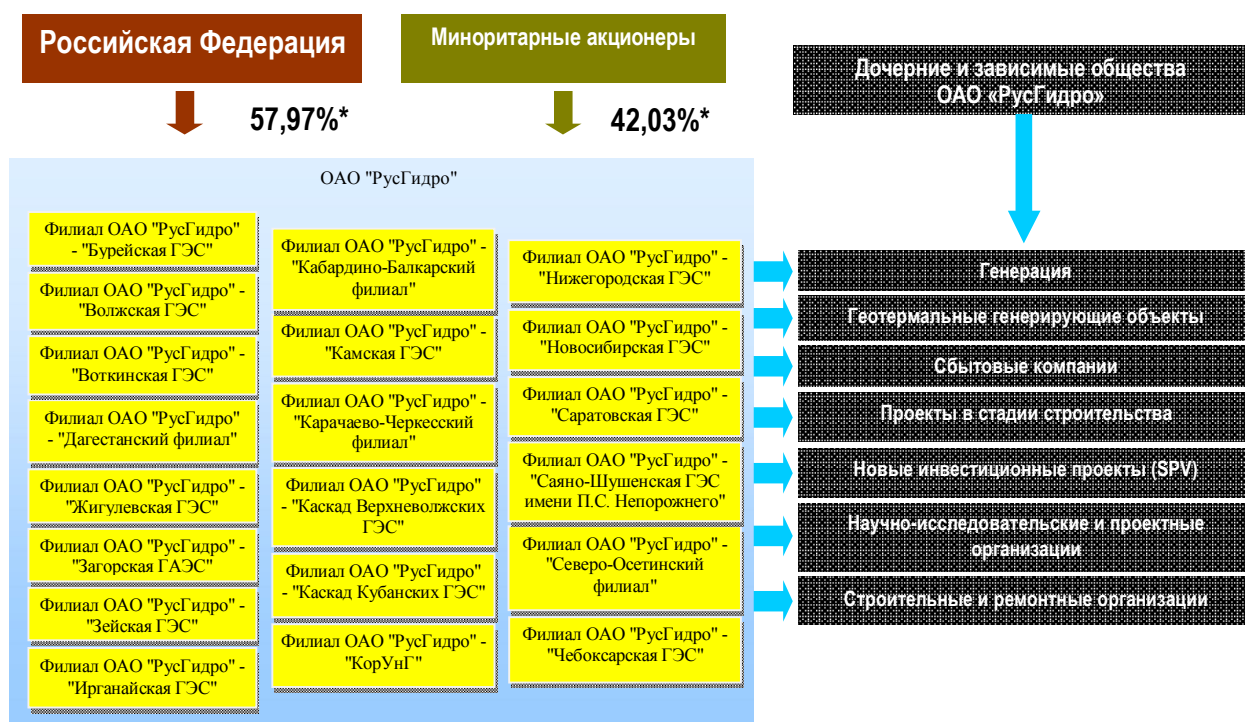 Российская Федерация
Миноритарные акционеры
Дочерние и зависимые общества
ОАО «РусГидро»
57,97%*
42,03%*
ОАО "РусГидро"
Филиал ОАО "РусГидро"
- "Бурейская ГЭС"
Филиал ОАО "РусГидро" -
"Волжская ГЭС"
Филиал ОАО "РусГидро" -
"Воткинская ГЭС"
Филиал ОАО "РусГидро"
- "Дагестанский филиал"
Филиал ОАО "РусГидро" -
"Жигулевская ГЭС"
Филиал ОАО "РусГидро" -
"Загорская ГАЭС"
Филиал ОАО "РусГидро" -
"Зейская ГЭС"
Филиал ОАО "РусГидро" -
"Ирганайская ГЭС"
Филиал ОАО "РусГидро" -
"Кабардино-Балкарский
филиал"
Филиал ОАО "РусГидро" -
"Камская ГЭС"
Филиал ОАО "РусГидро" -
"Карачаево-Черкесский
филиал"
Филиал ОАО "РусГидро"
- "Каскад Верхневолжских
ГЭС"
Филиал ОАО "РусГидро"
- "Каскад Кубанских ГЭС"
Филиал ОАО "РусГидро" -
"КорУнГ"
Филиал ОАО "РусГидро" -
"Нижегородская ГЭС"
Филиал ОАО "РусГидро" -
"Новосибирская ГЭС"
Филиал ОАО "РусГидро" -
"Саратовская ГЭС"
Филиал ОАО "РусГидро" -
"Саяно-Шушенская ГЭС
имени П.С. Непорожнего"
Филиал ОАО "РусГидро" -
"Северо-Осетинский
филиал"
Филиал ОАО "РусГидро" -
"Чебоксарская ГЭС"
Генерация
Геотермальные генерирующие объекты
Сбытовые компании
Проекты в стадии строительства
Новые инвестиционные проекты (SPV)
Научно-исследовательские и проектные
организации
Строительные и ремонтные организации